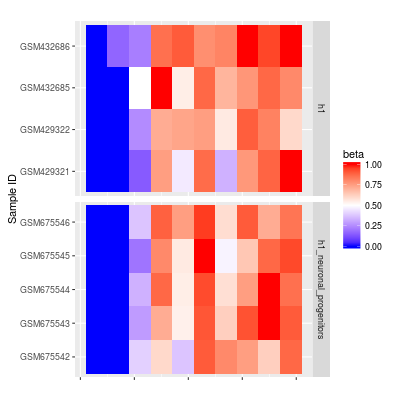 GSM432686
GSM432685
GSM429322
GSM429321
h1
GSM675546
GSM675545
GSM675544
GSM675543
GSM675542
h1_neuronal_progenitors
Sample ID
beta
1.00
0.75
0.50
0.25
0.00